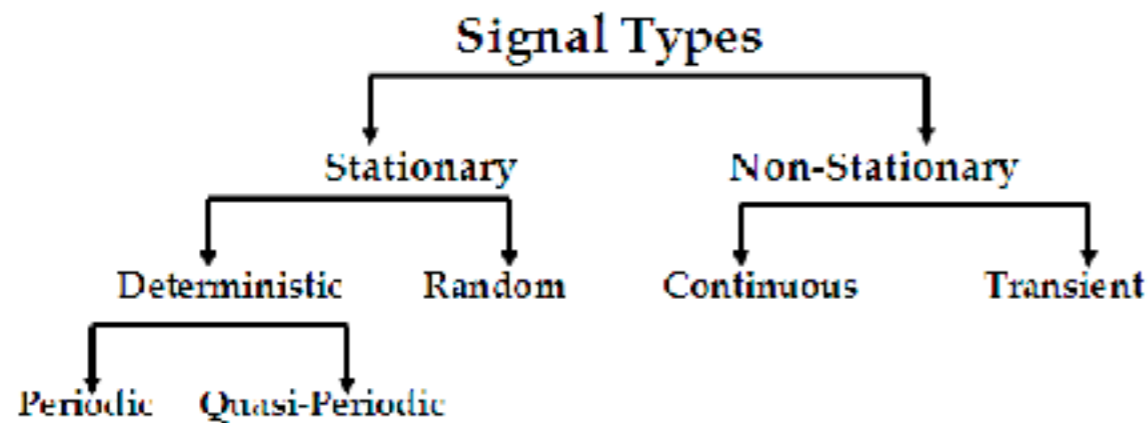 Signal Types
Stationary Non-Stationary
Deterministic Random Continuous Transient
Periodic Quasi-Periodic